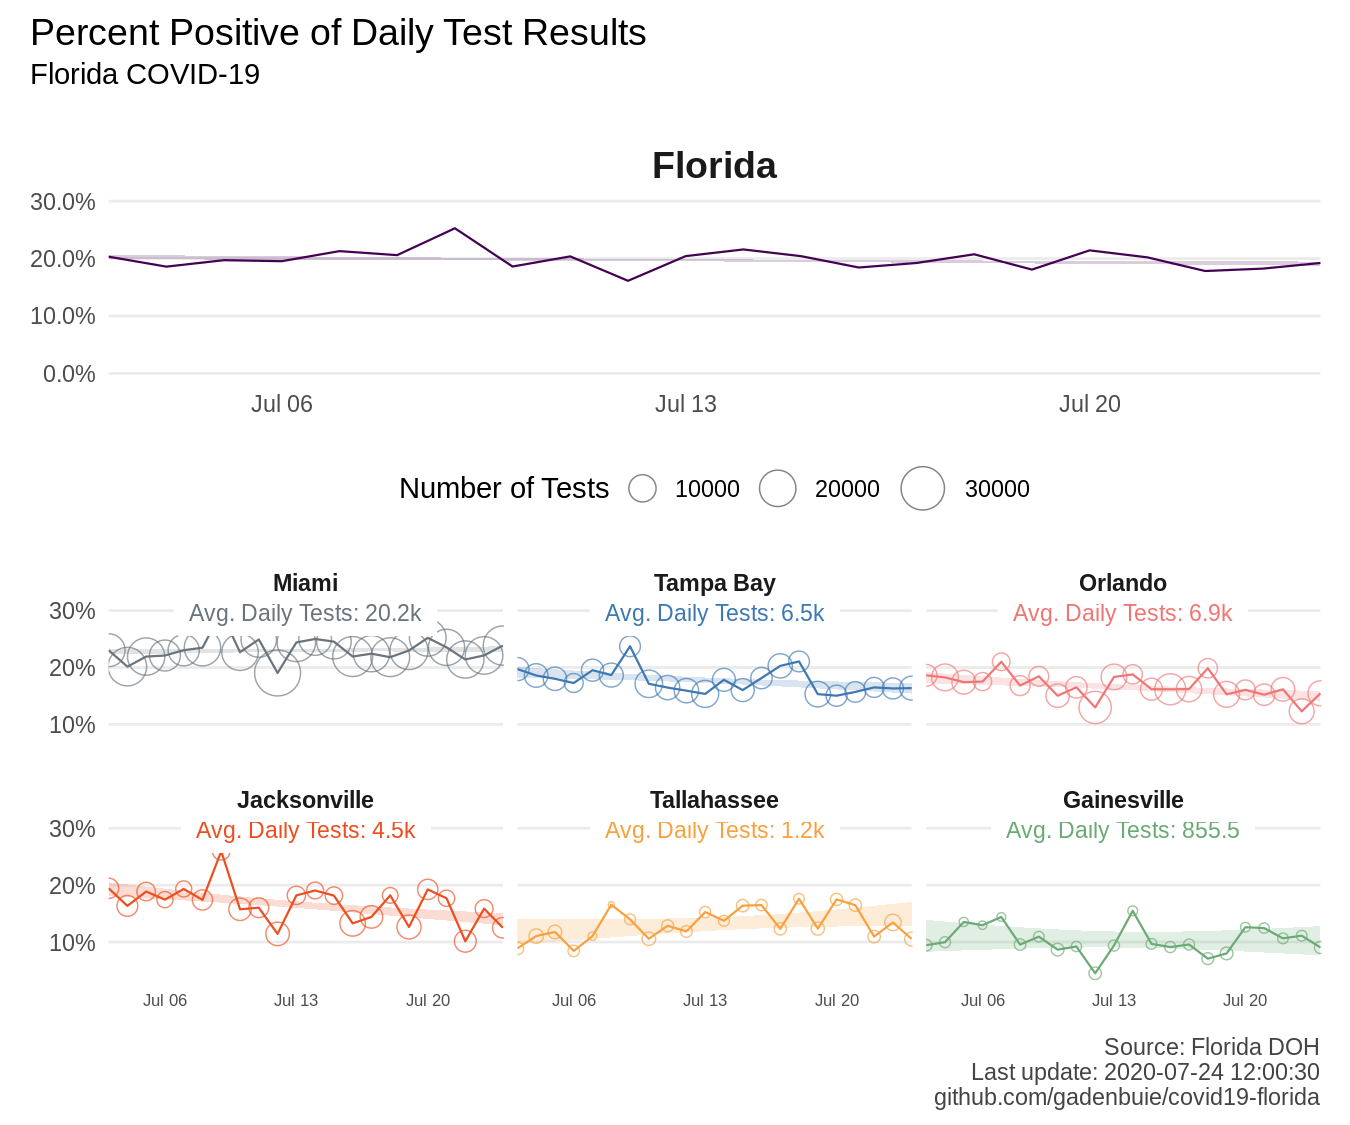 Percent Positive of Daily Test Results
Florida COVID-19
Florida
30.0%
20.0%
10.0%
0.0%
Jul 06 Jul 13 Jul 20
Number of Tests 10000 20000 30000
Miami Tampa Bay Orlando
30%
Avg. Daily Tests: 20.2k Avg. Daily Tests: 6.5k Avg. Daily Tests: 6.9k
20%
10%
Jacksonville Tallahassee Gainesville
30%
Avg. Daily Tests: 4.5k Avg. Daily Tests: 1.2k Avg. Daily Tests: 855.5
20%
10%
Jul 06 Jul 13 Jul 20 Jul 06 Jul 13 Jul 20 Jul 06 Jul 13 Jul 20
Source: Florida DOH
Last update: 2020-07-24 12:00:30
github.com/gadenbuie/covid19-florida